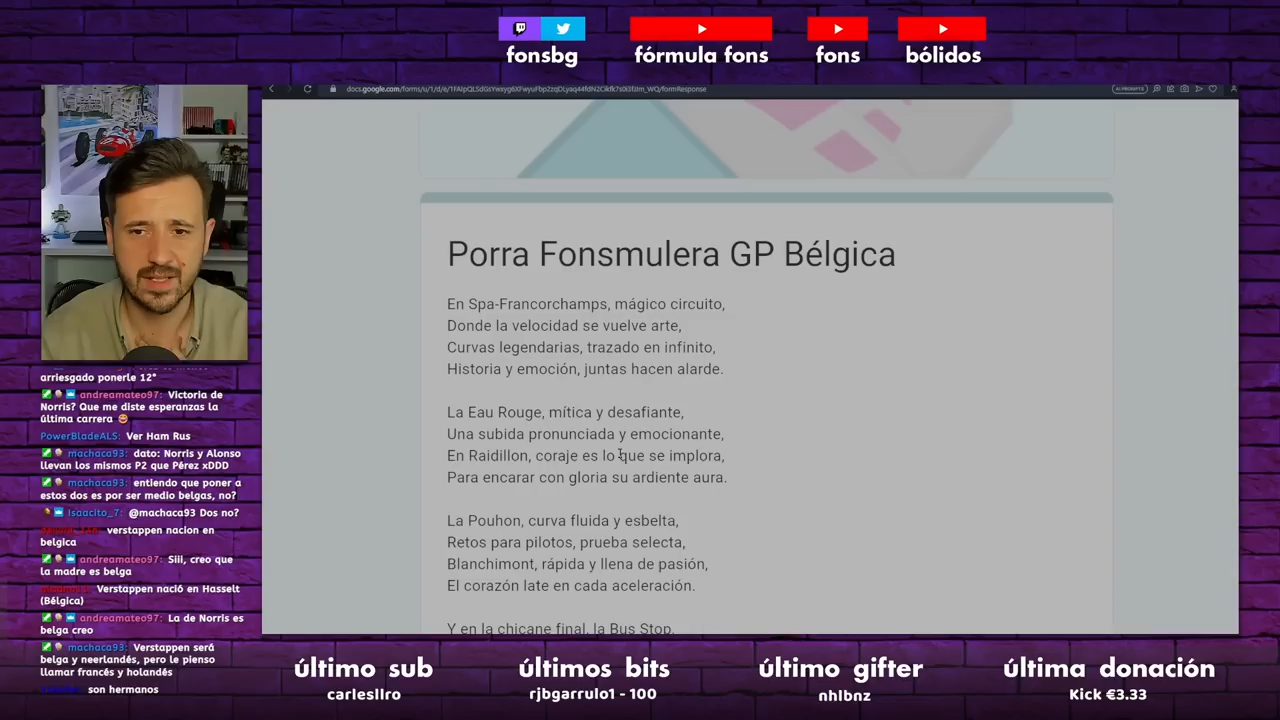 fonsbg
fórmula fons
fons
bólidos
Porra Fonsmulera GP Bélgica
En Spa-Francorchamps, mágico circuito,
Donde la velocidad se vuelve arte,
Curvas legendarias, trazado en infinito,
Historia y emoción, juntas hacen alarde.
La Eau Rouge, mítica y desafiante,
Una subida pronunciada y emocionante,
En Raidillon, coraje es lo que se implora,
Para encarar con gloria su ardiente aura.
La Pouhon, curva fluida y esbelta,
Retos para pilotos, prueba selecta,
Blanchimont, rápida y llena de pasión,
El corazón late en cada aceleración.
Y en la chicane final, la Bus Stop,
arriesgado ponerle 12°
andreamateo97: Victoria de
Norris? Que me diste esperanzas la
última carrera
PowerBladeALS: Ver Ham Rus
machaca93: dato: Norris y Alonso
llevan los mismos P2 que Pérez xDDD
machaca93: entiendo que poner a
estos dos es por ser medio belgas, no?
Isaacito_7: @machaca93 Dos no?
verstappen nacion en
belgica
andreamateo97: Siii, creo que
la madre es belga
Verstappen nació en Hasselt
(Bélgica)
andreamateo97: La de Norris es
belga creo
machaca93: Verstappen será
belga y neerlandés, pero le pienso
llamar francés y holandés
son hermanos
último sub
carlesllro
últimos bits
rjbgarrulo1 - 100
último gifter
nhlbnz
última donación
Kick €3.33